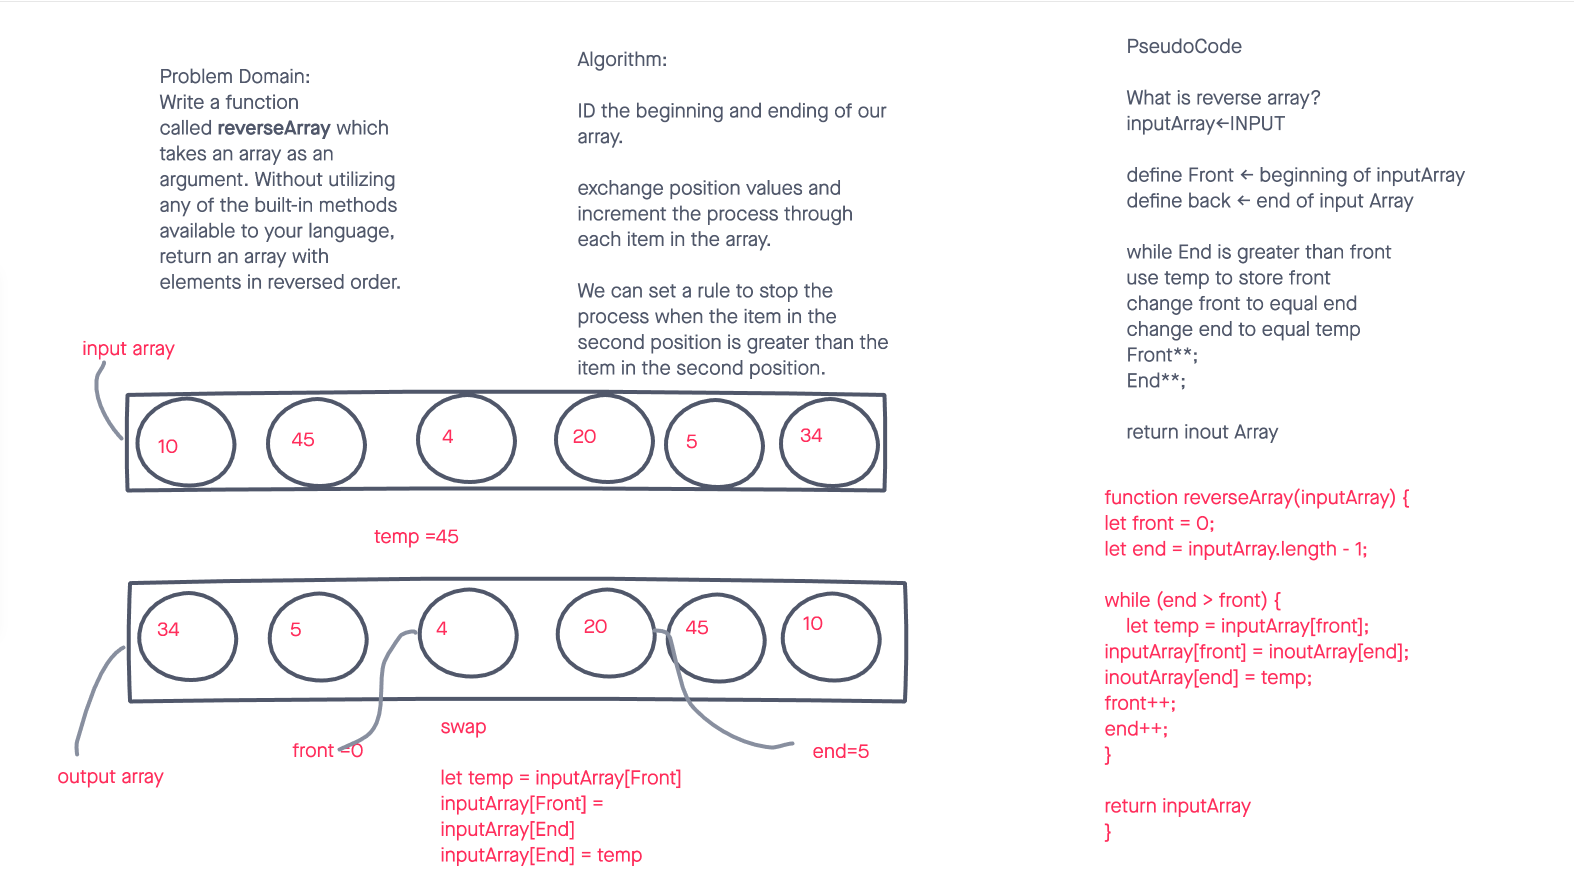 Problem Domain:
Write a function
called reverseArray which
takes an array as an
argument. Without utilizing
any of the built-in methods
available to your language,
return an array with
elements in reversed order.
Algorithm:
ID the beginning and ending of our
array.
exchange position values and
increment the process through
each item in the array.
We can set a rule to stop the
process when the item in the
second position is greater than the
item in the second position.
input array
10 45 4 20 5 34
temp =45
34 5 4 20 45 10
output array
front =0
end=5
swap
let temp = inputArray[Front]
inputArray[Front] =
inputArray[End]
inputArray[End] = temp
PseudoCode
What is reverse array?
inputArray←INPUT
define Front ← beginning of inputArray
define back ← end of input Array
while End is greater than front
use temp to store front
change front to equal end
change end to equal temp
Front**;
End**;
return inout Array
function reverseArray(inputArray) {
let front = 0;
let end = inputArray.length - 1;
while (end > front) {
let temp = inputArray[front];
inputArray[front] = inoutArray[end];
inoutArray[end] = temp;
front++;
end++;
}
return inputArray
}